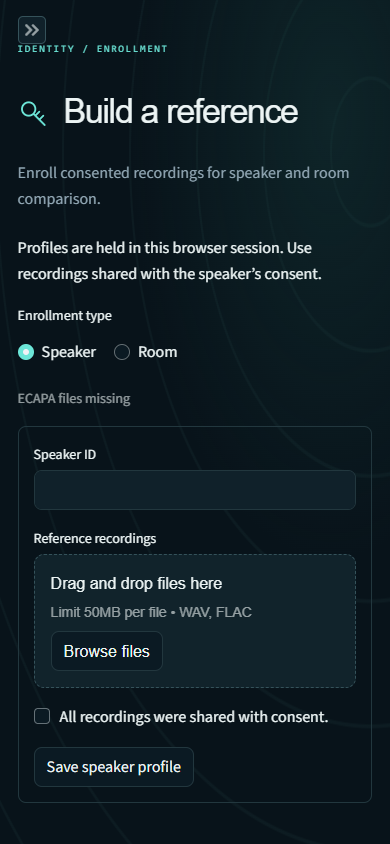 IDENTITY / ENROLLMENT
Build a reference
Enroll consented recordings for speaker and room
comparison.
Profiles are held in this browser session. Use
recordings shared with the speaker’s consent.
Enrollment type
Speaker
Room
ECAPA files missing
Speaker ID
Reference recordings
Drag and drop files here
Limit 50MB per file • WAV, FLAC
Browse files
All recordings were shared with consent.
Save speaker profile